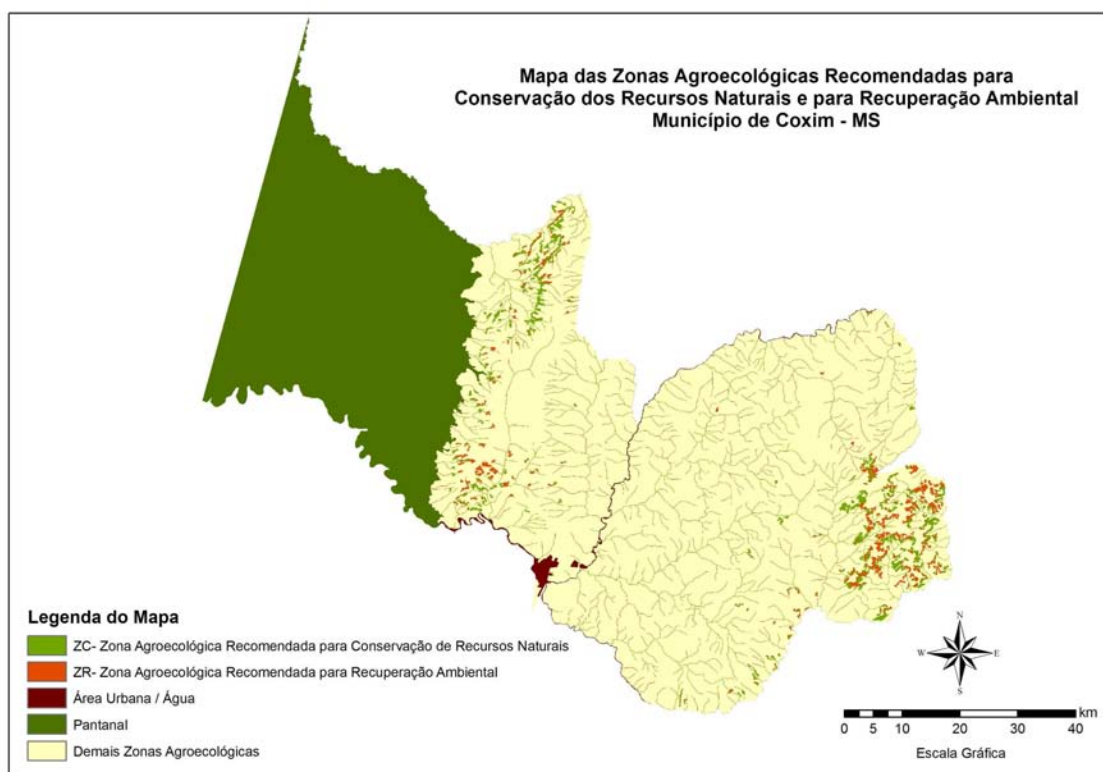 Mapa das Zonas Agroecológicas Recomendadas para
Conservação dos Recursos Naturais e para Recuperação Ambiental
Município de Coxim - MS
Legenda do Mapa
ZC- Zona Agroecológica Recomendada para Conservação de Recursos Naturais
ZR- Zona Agroecológica Recomendada para Recuperação Ambiental
Área Urbana / Água
Pantanal
Demais Zonas Agroecológicas
N
W
E
S
km
0 5 10 20 30 40
Escala Gráfica